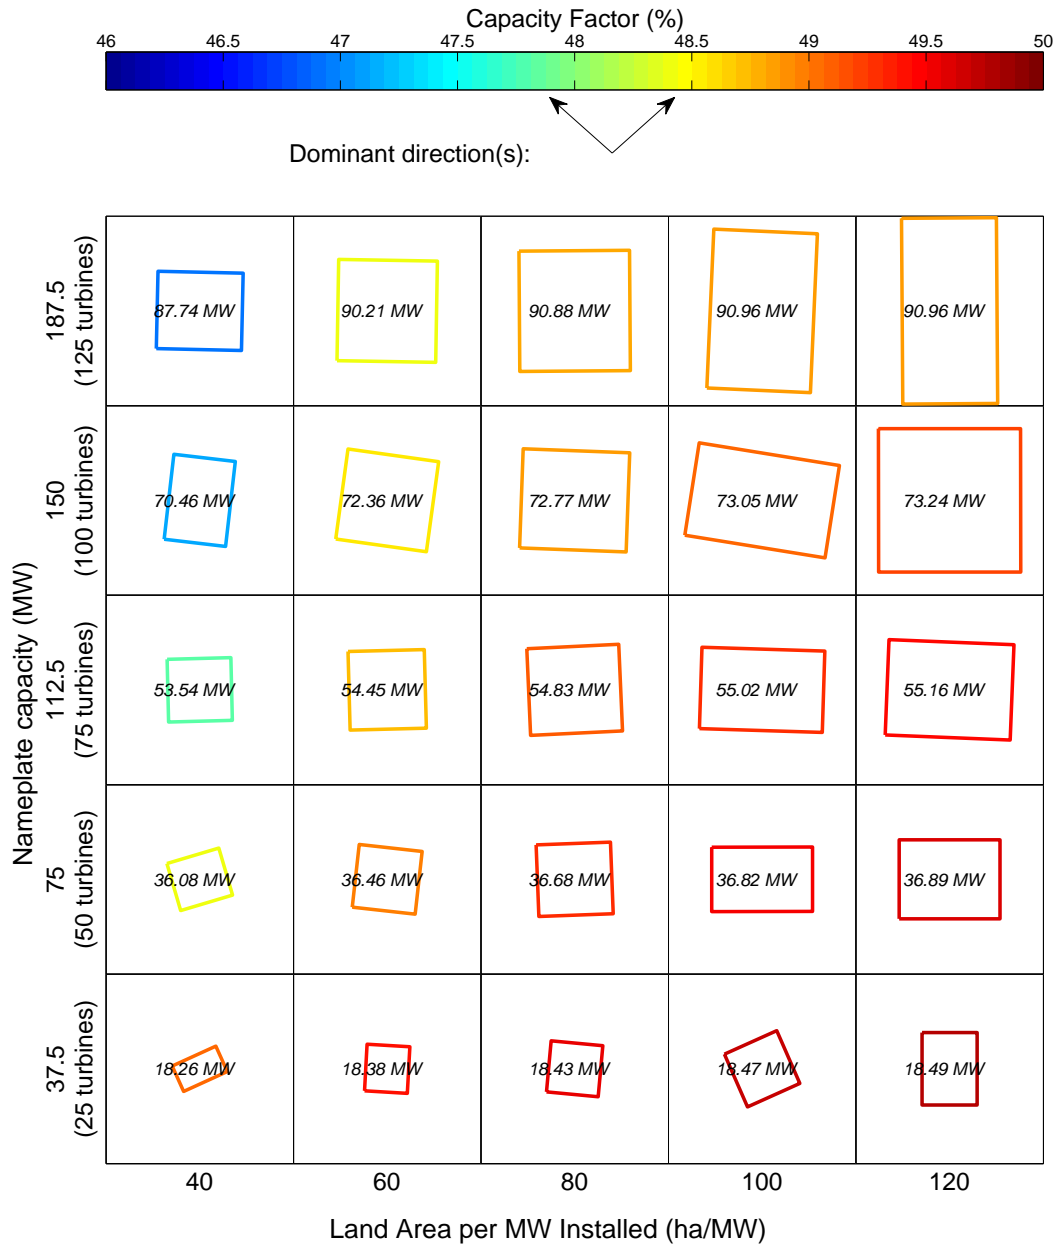 Capacity Factor (%)
46 46.5 47 47.5 48 48.5 49 49.5 50
Dominant direction(s):
Nameplate capacity (MW)
187.5
(125 turbines)
87.74 MW 90.21 MW 90.88 MW 90.96 MW 90.96 MW
150
(100 turbines)
70.46 MW 72.36 MW 72.77 MW 73.05 MW 73.24 MW
112.5
(75 turbines)
53.54 MW 54.45 MW 54.83 MW 55.02 MW 55.16 MW
75
(50 turbines)
36.08 MW 36.46 MW 36.68 MW 36.82 MW 36.89 MW
37.5
(25 turbines)
18.26 MW 18.38 MW 18.43 MW 18.47 MW 18.49 MW
40 60 80 100 120
Land Area per MW Installed (ha/MW)